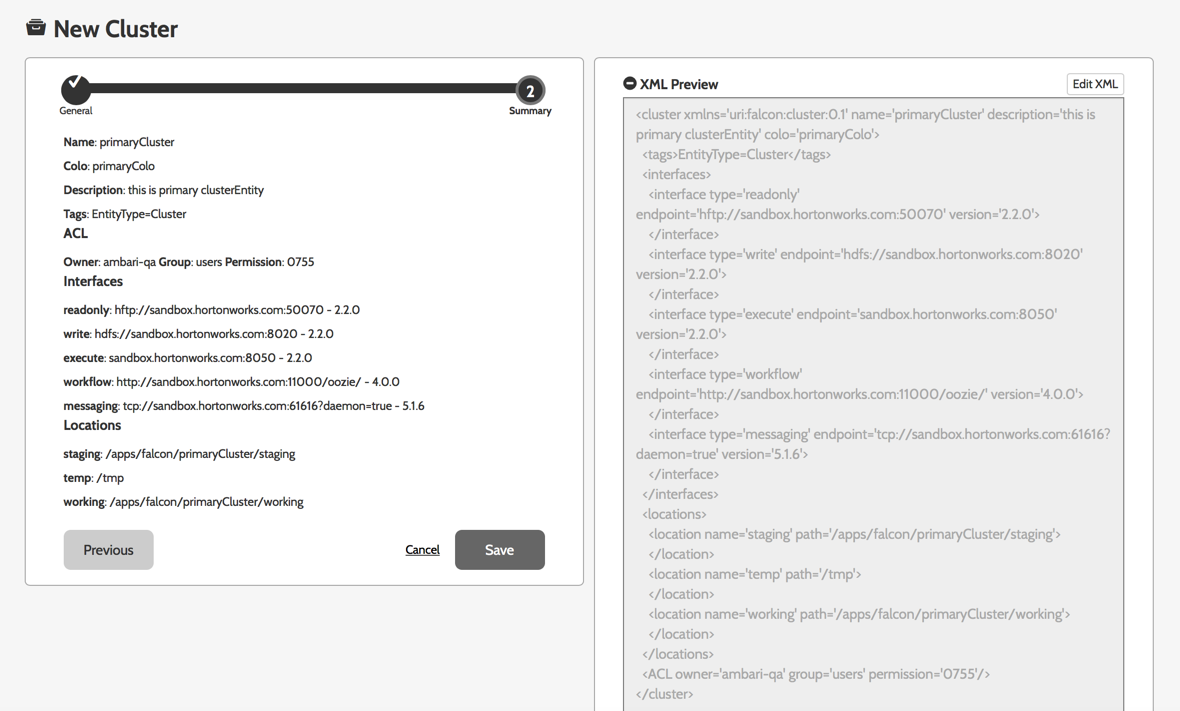 New Cluster
2
General
Summary
Name: primaryCluster
Colo: primaryColo
Description: this is primary clusterEntity
Tags: EntityType=Cluster
ACL
Owner: ambari-qa Group: users Permission: 0755
Interfaces
readonly: hftp://sandbox.hortonworks.com:50070 - 2.2.0
write: hdfs://sandbox.hortonworks.com:8020 - 2.2.0
execute: sandbox.hortonworks.com:8050 - 2.2.0
workflow: http://sandbox.hortonworks.com:11000/oozie/ - 4.0.0
messaging: tcp://sandbox.hortonworks.com:61616?daemon=true - 5.1.6
Locations
staging: /apps/falcon/primaryCluster/staging
temp: /tmp
working: /apps/falcon/primaryCluster/working
Previous
Cancel
Save
XML Preview
Edit XML
<cluster xmlns='uri:falcon:cluster:0.1' name='primaryCluster' description='this is
primary clusterEntity' colo='primaryColo'>
<tags>EntityType=Cluster</tags>
<interfaces>
<interface type='readonly'
endpoint='hftp://sandbox.hortonworks.com:50070' version='2.2.0'>
</interface>
<interface type='write' endpoint='hdfs://sandbox.hortonworks.com:8020'
version='2.2.0'>
</interface>
<interface type='execute' endpoint='sandbox.hortonworks.com:8050'
version='2.2.0'>
</interface>
<interface type='workflow'
endpoint='http://sandbox.hortonworks.com:11000/oozie/' version='4.0.0'>
</interface>
<interface type='messaging' endpoint='tcp://sandbox.hortonworks.com:61616?
daemon=true' version='5.1.6'>
</interface>
</interfaces>
<locations>
<location name='staging' path='/apps/falcon/primaryCluster/staging'>
</location>
<location name='temp' path='/tmp'>
</location>
<location name='working' path='/apps/falcon/primaryCluster/working'>
</location>
</locations>
<ACL owner='ambari-qa' group='users' permission='0755'/>
</cluster>